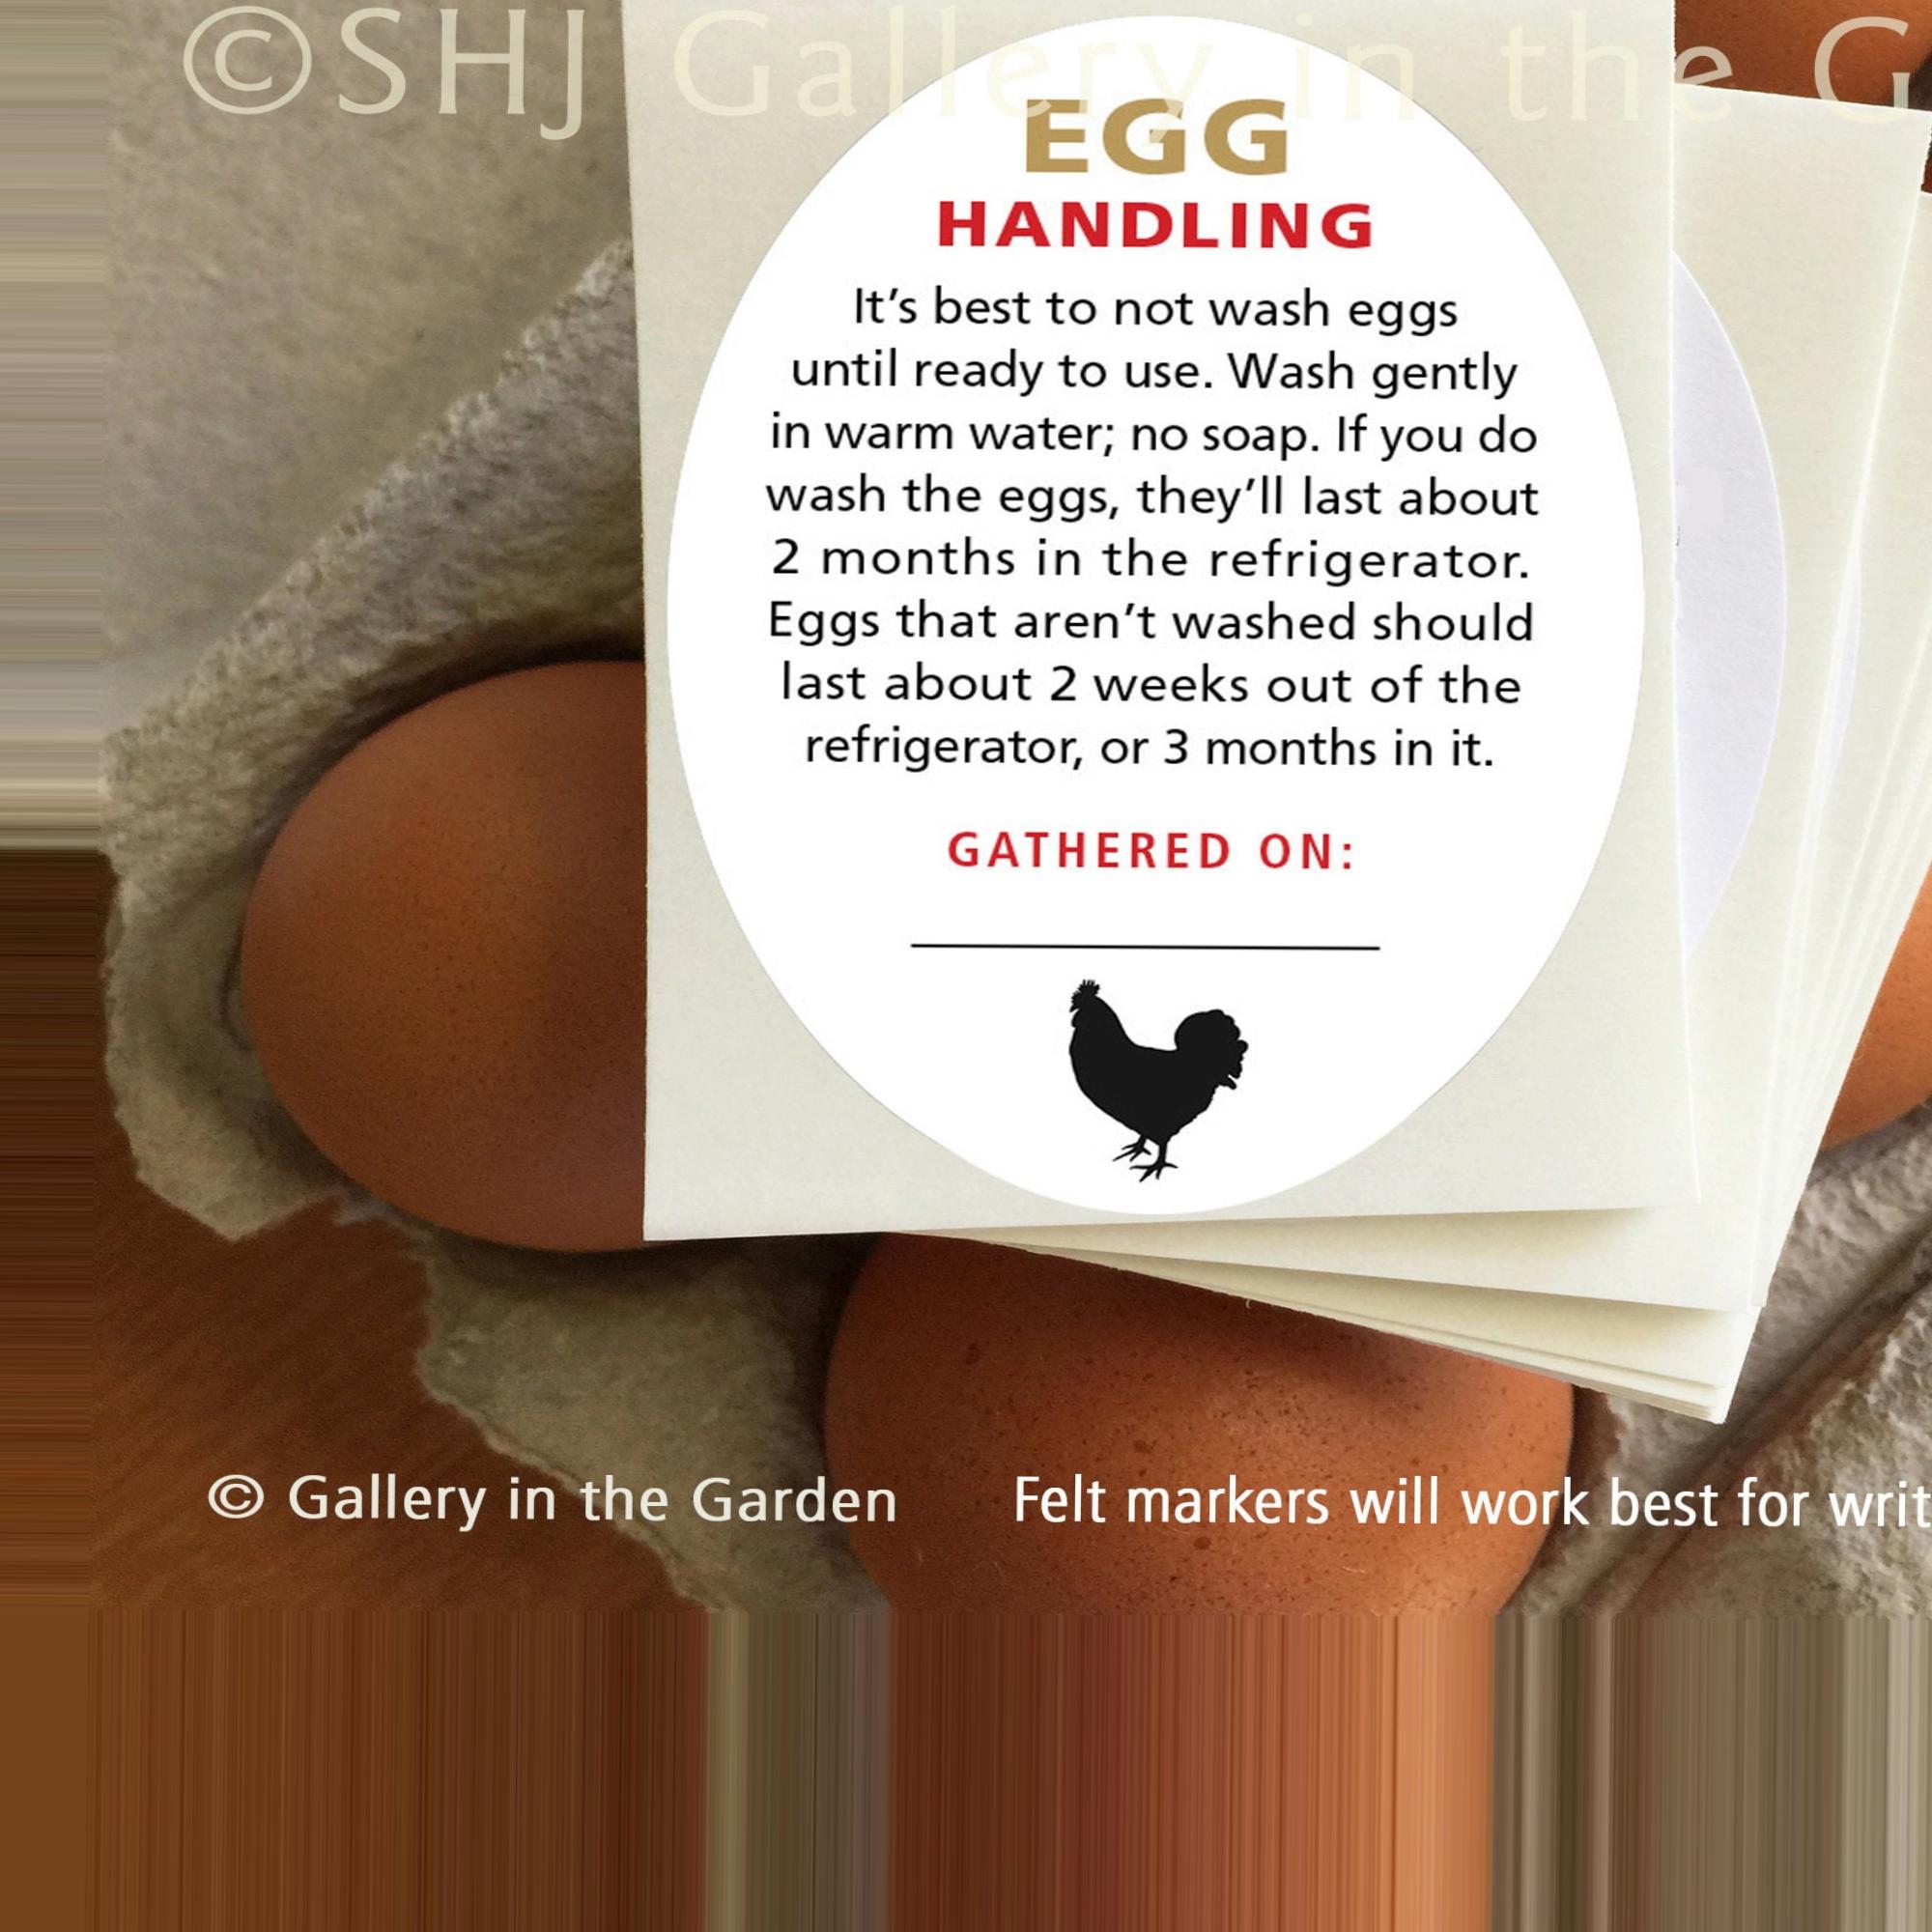 ©SHJ Gallery in the G
EGG
HANDLING
It's best to not wash eggs
until ready to use. Wash gently
in warm water; no soap. If you do
wash the eggs, they'll last about
2 months in the refrigerator.
Eggs that aren't washed should
last about 2 weeks out of the
refrigerator, or 3 months in it.
GATHERED ON:
© Gallery in the Garden
Felt markers will work best for writ